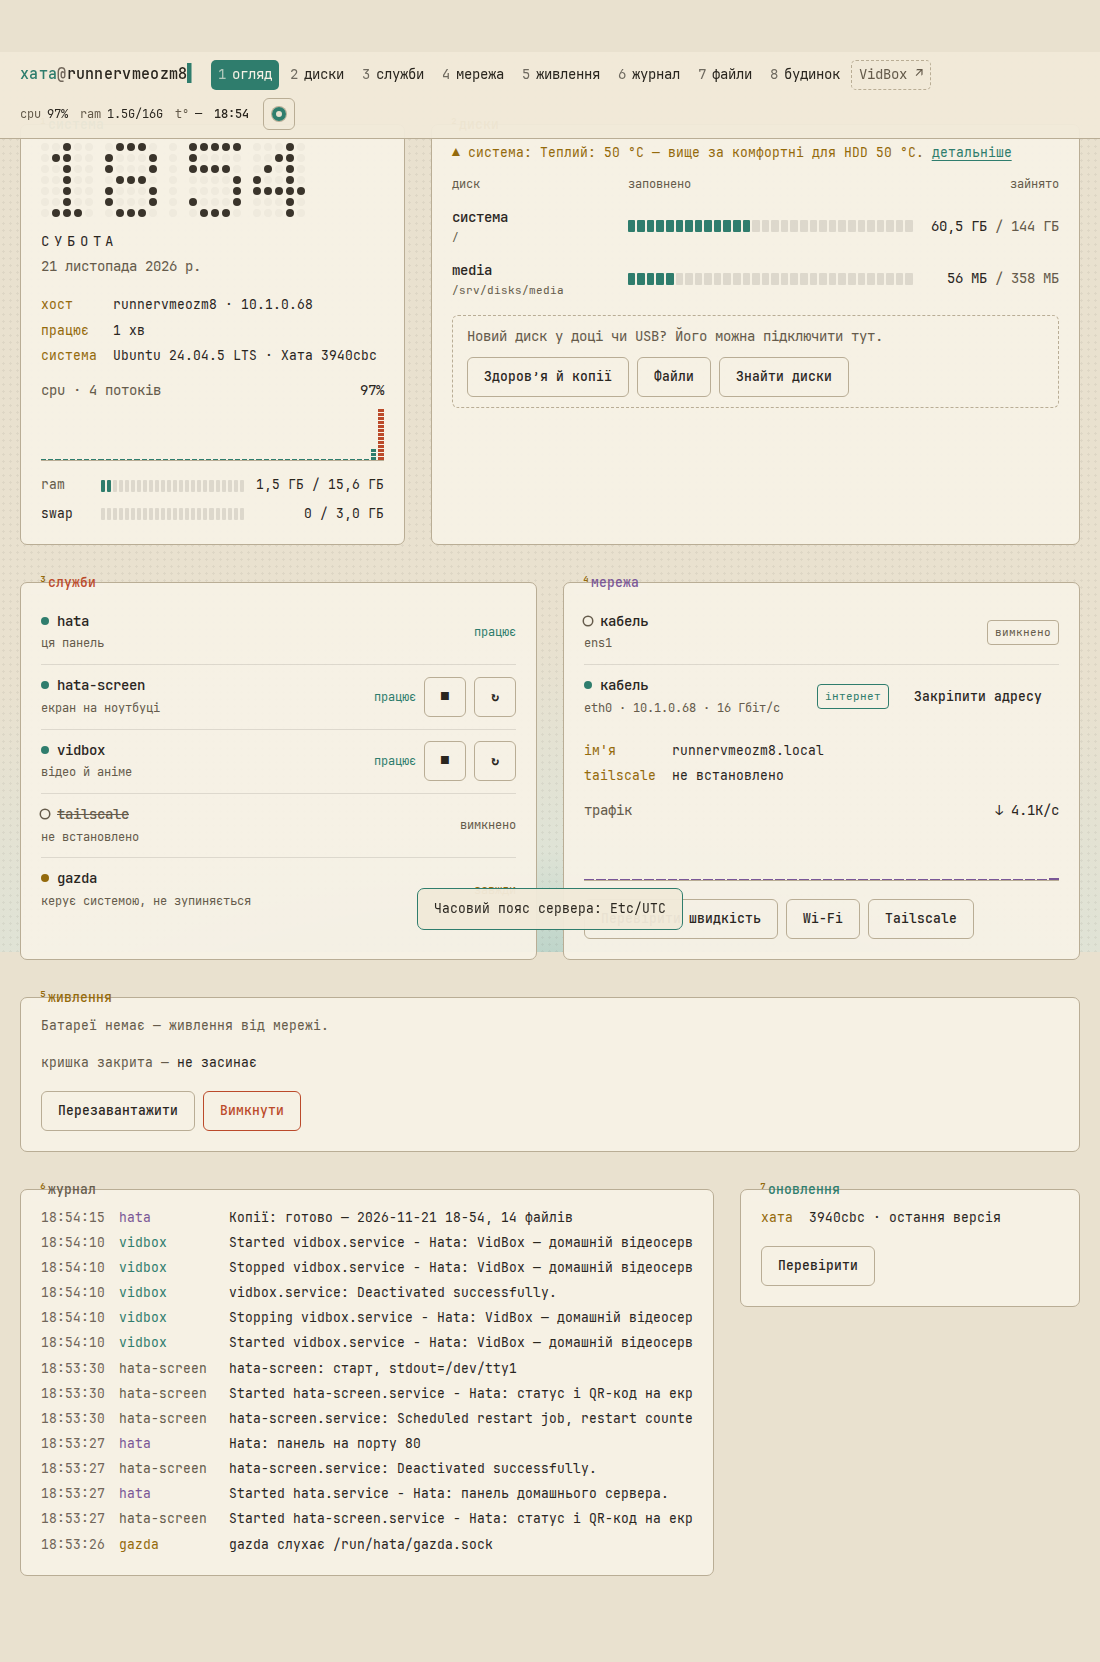 хата@runnervmeozm8 1 огляд 2 диски 3 служби 4 мережа 5 живлення 6 журнал 7 файли 8 будинок VidBox ↗
cpu 97% ram 1.5G/16G t° — 18:54
18:54
СУБОТА
21 листопада 2026 р.
хост runnervmeozm8 · 10.1.0.68
працює 1 хв
система Ubuntu 24.04.5 LTS · Хата 3940cbc
cpu · 4 потоків 97%
ram 1,5 ГБ / 15,6 ГБ
swap 0 / 3,0 ГБ
▲ система: Теплий: 50 °C — вище за комфортні для HDD 50 °C. детальніше
диск заповнено зайнято
система
/
60,5 ГБ / 144 ГБ
media
/srv/disks/media
56 МБ / 358 МБ
Новий диск у доці чи USB? Його можна підключити тут.
Здоров’я й копії Файли Знайти диски
3 служби
hata
ця панель
працює
hata-screen
екран на ноутбуці
працює ■ ↻
vidbox
відео й аніме
працює ■ ↻
tailscale
не встановлено
вимкнено
gazda
керує системою, не зупиняється
4 мережа
кабель
ens1
вимкнено
кабель
eth0 · 10.1.0.68 · 16 Гбіт/с
інтернет Закріпити адресу
ім'я runnervmeozm8.local
tailscale не встановлено
трафік ↓ 4.1K/с
швидкість Wi-Fi Tailscale
Часовий пояс сервера: Etc/UTC
5 живлення
Батареї немає — живлення від мережі.
кришка закрита — не засинає
Перезавантажити Вимкнути
6 журнал
18:54:15 hata Копії: готово — 2026-11-21 18-54, 14 файлів
18:54:10 vidbox Started vidbox.service - Hata: VidBox — домашній відеосерв
18:54:10 vidbox Stopped vidbox.service - Hata: VidBox — домашній відеосерв
18:54:10 vidbox vidbox.service: Deactivated successfully.
18:54:10 vidbox Stopping vidbox.service - Hata: VidBox — домашній відеосер
18:54:10 vidbox Started vidbox.service - Hata: VidBox — домашній відеосерв
18:53:30 hata-screen hata-screen: старт, stdout=/dev/tty1
18:53:30 hata-screen Started hata-screen.service - Hata: статус і QR-код на екр
18:53:30 hata-screen hata-screen.service: Scheduled restart job, restart counte
18:53:27 hata Hata: панель на порту 80
18:53:27 hata-screen hata-screen.service: Deactivated successfully.
18:53:27 hata Started hata.service - Hata: панель домашнього сервера.
18:53:27 hata-screen Started hata-screen.service - Hata: статус і QR-код на екр
18:53:26 gazda gazda слухає /run/hata/gazda.sock
7 оновлення
хата 3940cbc · остання версія
Перевірити